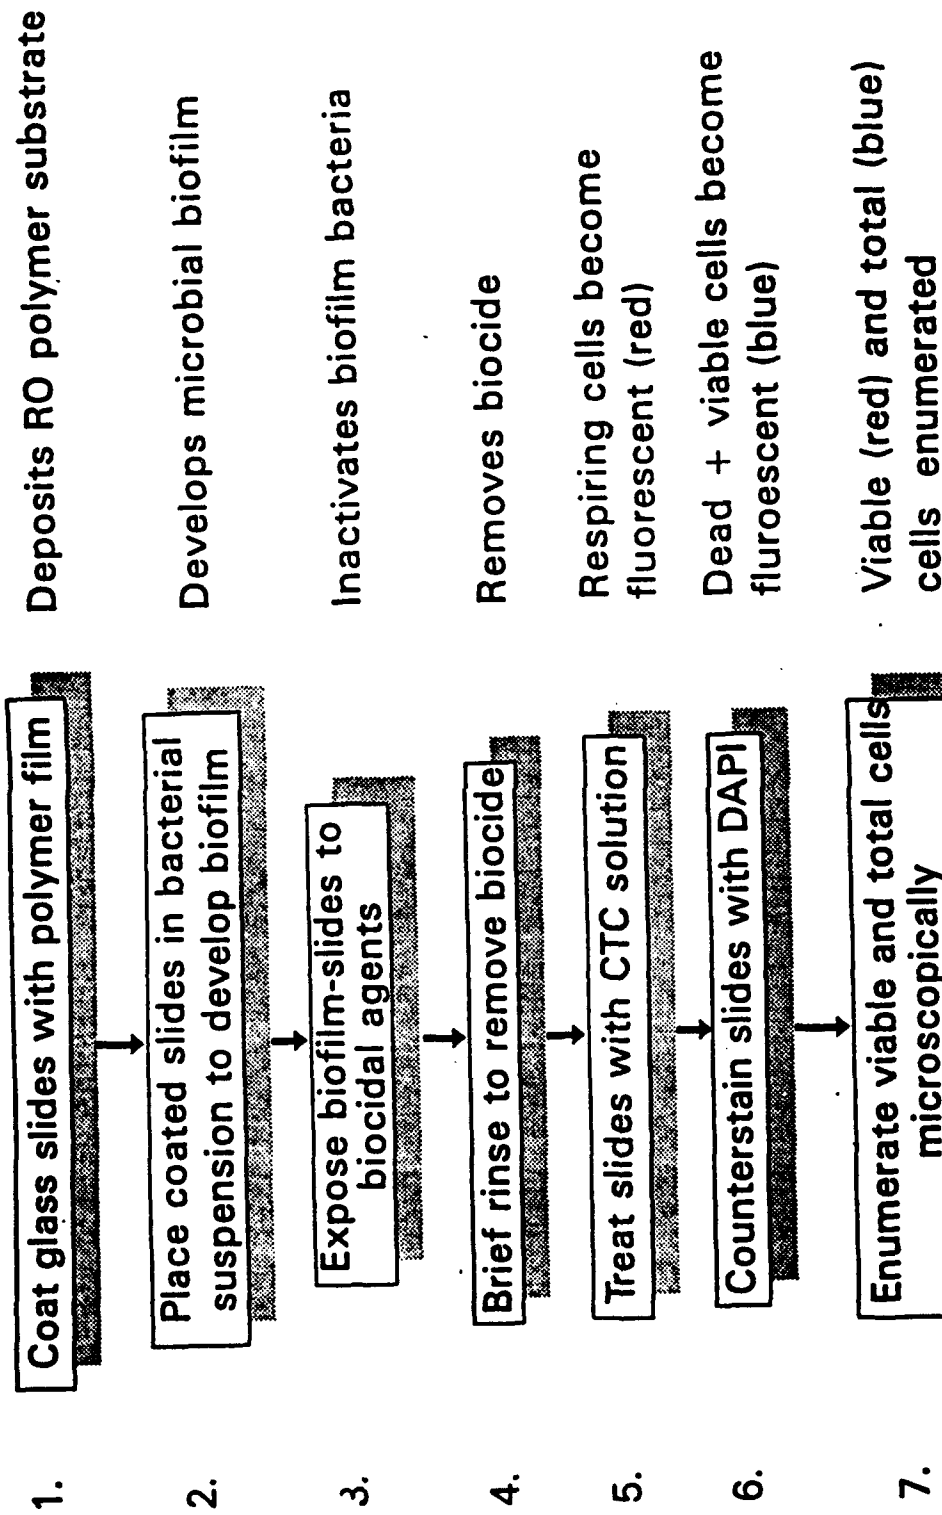 1.
Coat glass slides with polymer film
Deposits RO polymer substrate
2.
Place coated slides in bacterial
suspension to develop biofilm
Develops microbial biofilm
3.
Expose biofilm-slides to
biocidal agents
Inactivates biofilm bacteria
4.
Brief rinse to remove biocide
Removes biocide
5.
Treat slides with CTC solution
Respiring cells become
fluorescent (red)
6.
Counterstain slides with DAPI
Dead + viable cells become
fluroescent (blue)
7.
Enumerate viable and total cells
microscopically
Viable (red) and total (blue)
cells enumerated